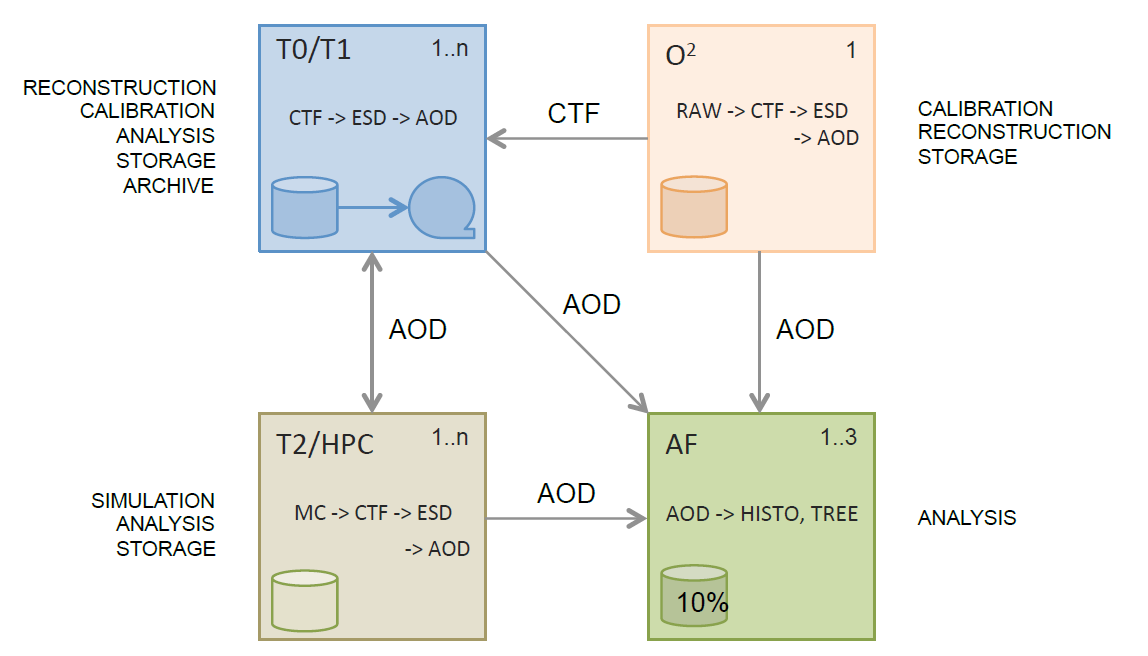 T0/T1
1..n
RECONSTRUCTION
CALIBRATION
ANALYSIS
STORAGE
ARCHIVE
CTF -> ESD -> AOD
CTF
O²
1
RAW -> CTF -> ESD
-> AOD
CALIBRATION
RECONSTRUCTION
STORAGE
AOD
AOD
AOD
T2/HPC
1..n
SIMULATION
ANALYSIS
STORAGE
MC -> CTF -> ESD
-> AOD
AOD
AF
1..3
AOD -> HISTO, TREE
10%
ANALYSIS